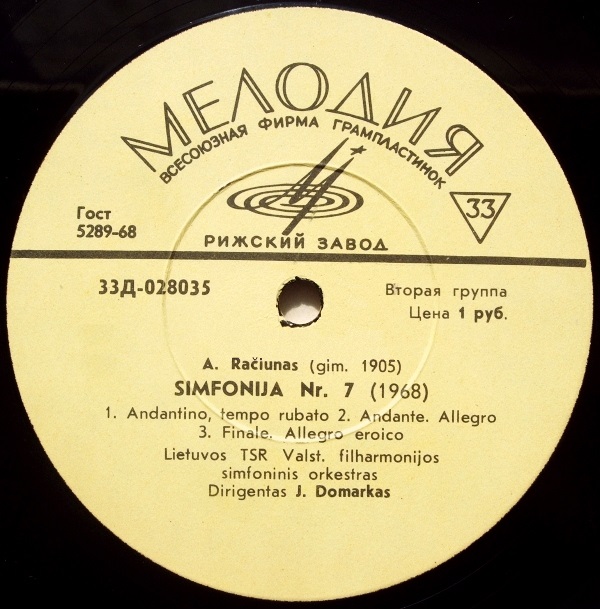 МЕЛОДИЯ
ВСЕСОЮЗНАЯ ФИРМА ГРАМПЛАСТИНОК
33
Гост
5289-68
РИЖСКИЙ ЗАВОД
33Д-028035
Вторая группа
Цена 1 руб.
A. Račiunas (gim. 1905)
SIMFONIJA Nr. 7 (1968)
1. Andantino, tempo rubato 2. Andante. Allegro
3. Finale. Allegro eroico
Lietuvos TSR Valst. filharmonijos
simfoninis orkestras
Dirigentas J. Domarkas